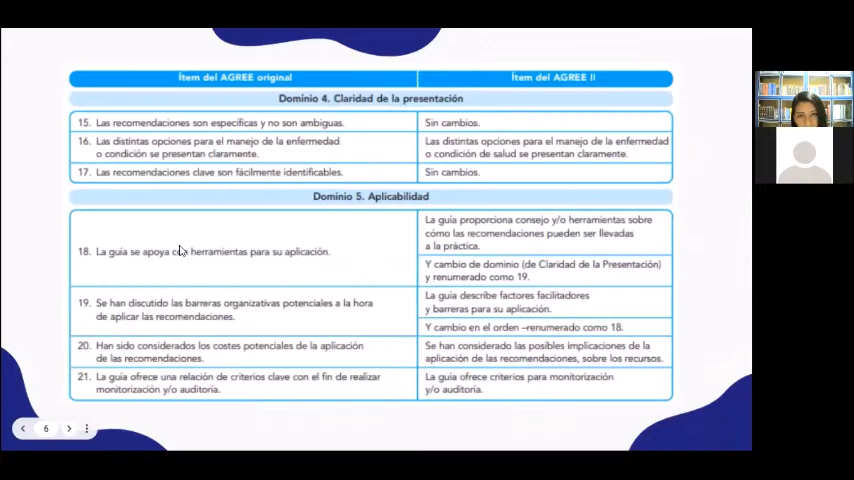 Ítem del AGREE original
Ítem del AGREE II
Dominio 4. Claridad de la presentación
15. Las recomendaciones son específicas y no son ambiguas.
Sin cambios.
16. Las distintas opciones para el manejo de la enfermedad
o condición se presentan claramente.
Las distintas opciones para el manejo de la enfermedad
o condición de salud se presentan claramente.
17. Las recomendaciones clave son fácilmente identificables.
Sin cambios.
Dominio 5. Aplicabilidad
18. La guía se apoya con herramientas para su aplicación.
La guía proporciona consejo y/o herramientas sobre
cómo las recomendaciones pueden ser llevadas
a la práctica.
Y cambio de dominio (de Claridad de la Presentación)
y renumerado como 19.
19. Se han discutido las barreras organizativas potenciales a la hora
de aplicar las recomendaciones.
La guía describe factores facilitadores
y barreras para su aplicación.
Y cambio en el orden –renumerado como 18.
20. Han sido considerados los costes potenciales de la aplicación
de las recomendaciones.
Se han considerado las posibles implicaciones de la
aplicación de las recomendaciones, sobre los recursos.
21. La guía ofrece una relación de criterios clave con el fin de realizar
monitorización y/o auditoría.
La guía ofrece criterios para monitorización
y/o auditoría.
6